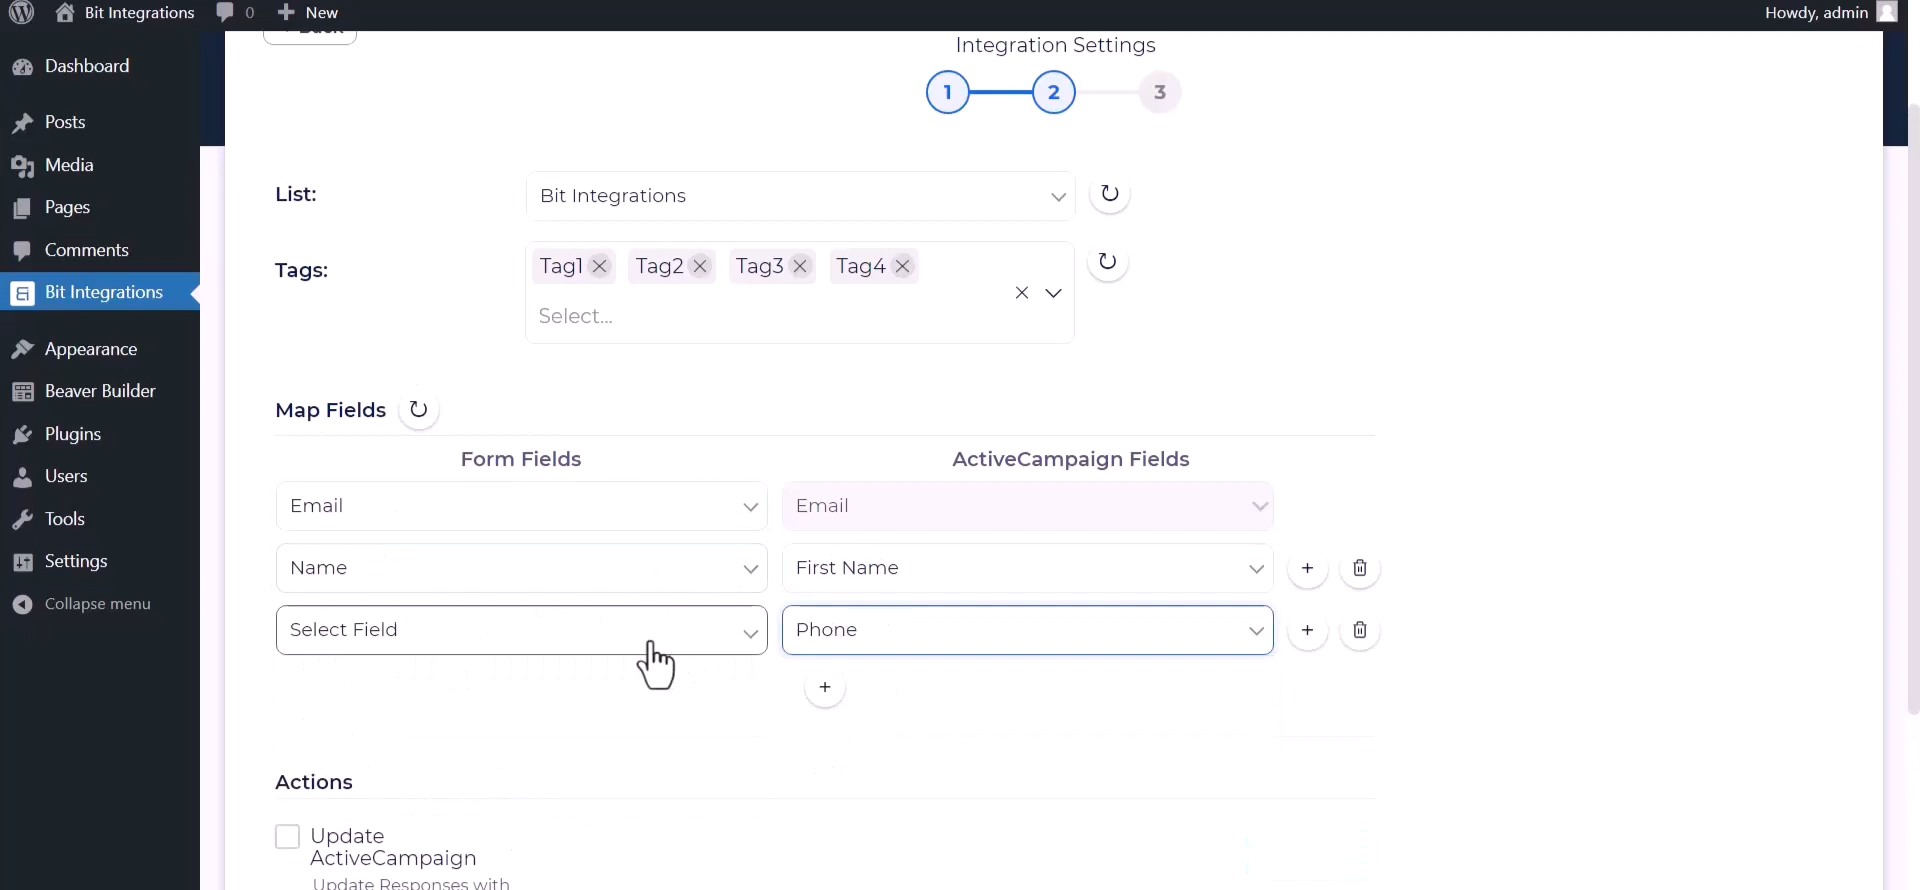 Bit Integrations
0
New
Howdy, admin
Back
Integration Settings
1
2
3
Dashboard
Posts
Media
Pages
Comments
Bit Integrations
Appearance
Beaver Builder
Plugins
Users
Tools
Settings
Collapse menu
List:
Bit Integrations
Tags:
Tag1 Tag2 Tag3 Tag4
Select...
Map Fields
Form Fields
ActiveCampaign Fields
Email
Email
Name
First Name
Select Field
Phone
Actions
Update
ActiveCampaign
Update Responses with